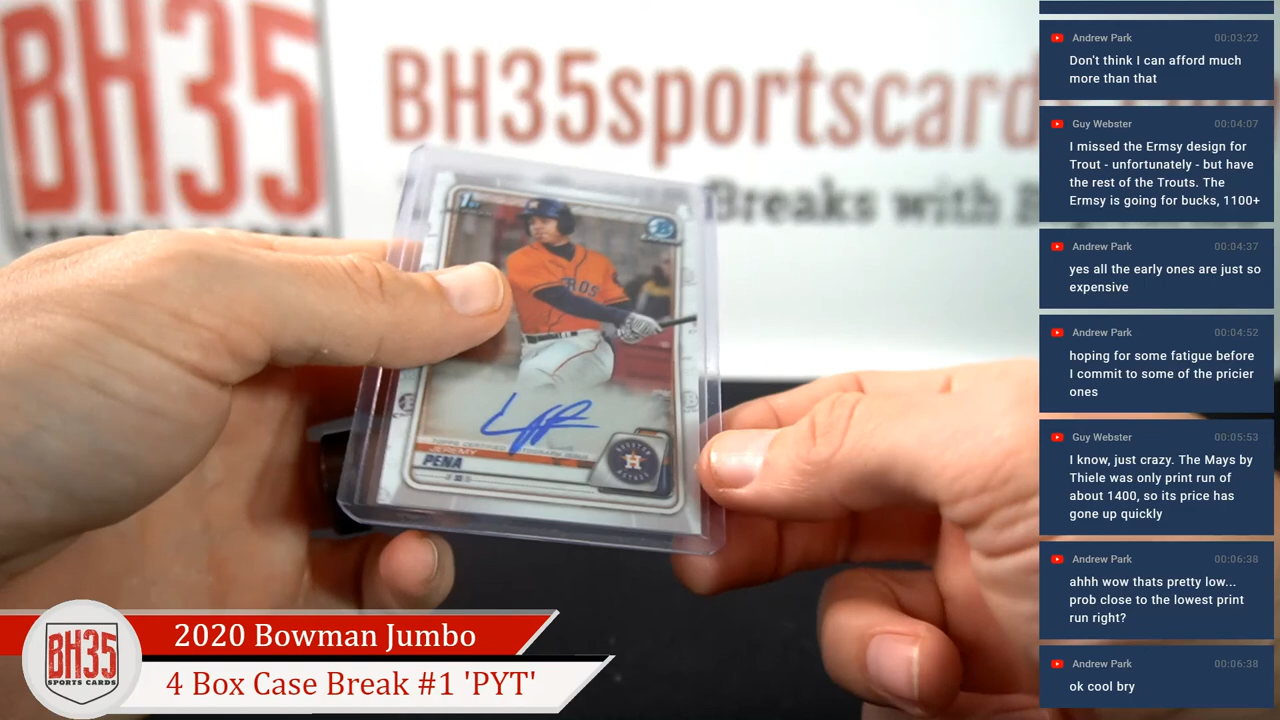 BH35
BH35sportscard
Breaks with B
1st
ROS
TOPPS CERTIFIED AUTOGRAPH ISSUE
JEREMY
PEÑA
BH35
SPORTS CARDS
2020 Bowman Jumbo
4 Box Case Break #1 'PYT'
Andrew Park 00:03:22
Don't think I can afford much
more than that
Guy Webster 00:04:07
I missed the Ermsy design for
Trout - unfortunately - but have
the rest of the Trouts. The
Ermsy is going for bucks, 1100+
Andrew Park 00:04:37
yes all the early ones are just so
expensive
Andrew Park 00:04:52
hoping for some fatigue before
I commit to some of the pricier
ones
Guy Webster 00:05:53
I know, just crazy. The Mays by
Thiele was only print run of
about 1400, so its price has
gone up quickly
Andrew Park 00:06:38
ahhh wow thats pretty low...
prob close to the lowest print
run right?
Andrew Park 00:06:38
ok cool bry